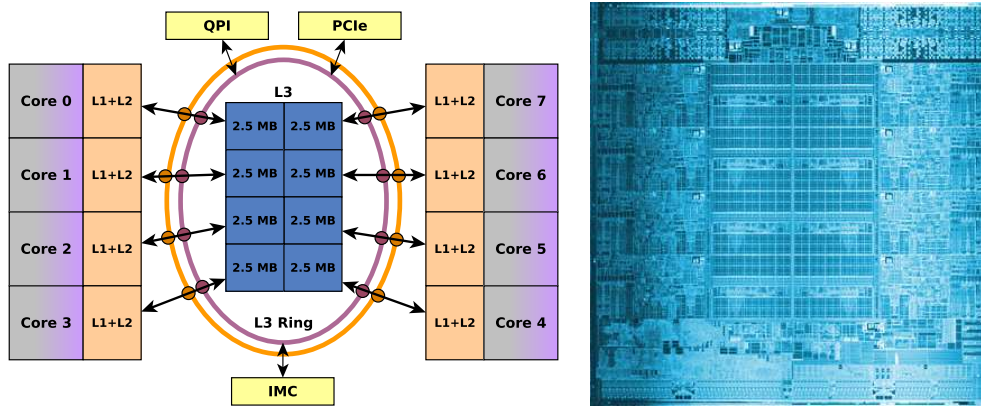 QPI PCIe
L3
Core 0 L1+L2 2.5 MB 2.5 MB L1+L2 Core 7
Core 1 L1+L2 2.5 MB 2.5 MB L1+L2 Core 6
Core 2 L1+L2 2.5 MB 2.5 MB L1+L2 Core 5
Core 3 L1+L2 2.5 MB 2.5 MB L1+L2 Core 4
L3 Ring
IMC